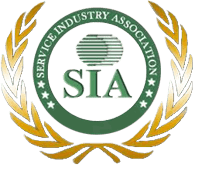 SERVICE INDUSTRY ASSOCIATION
SIA